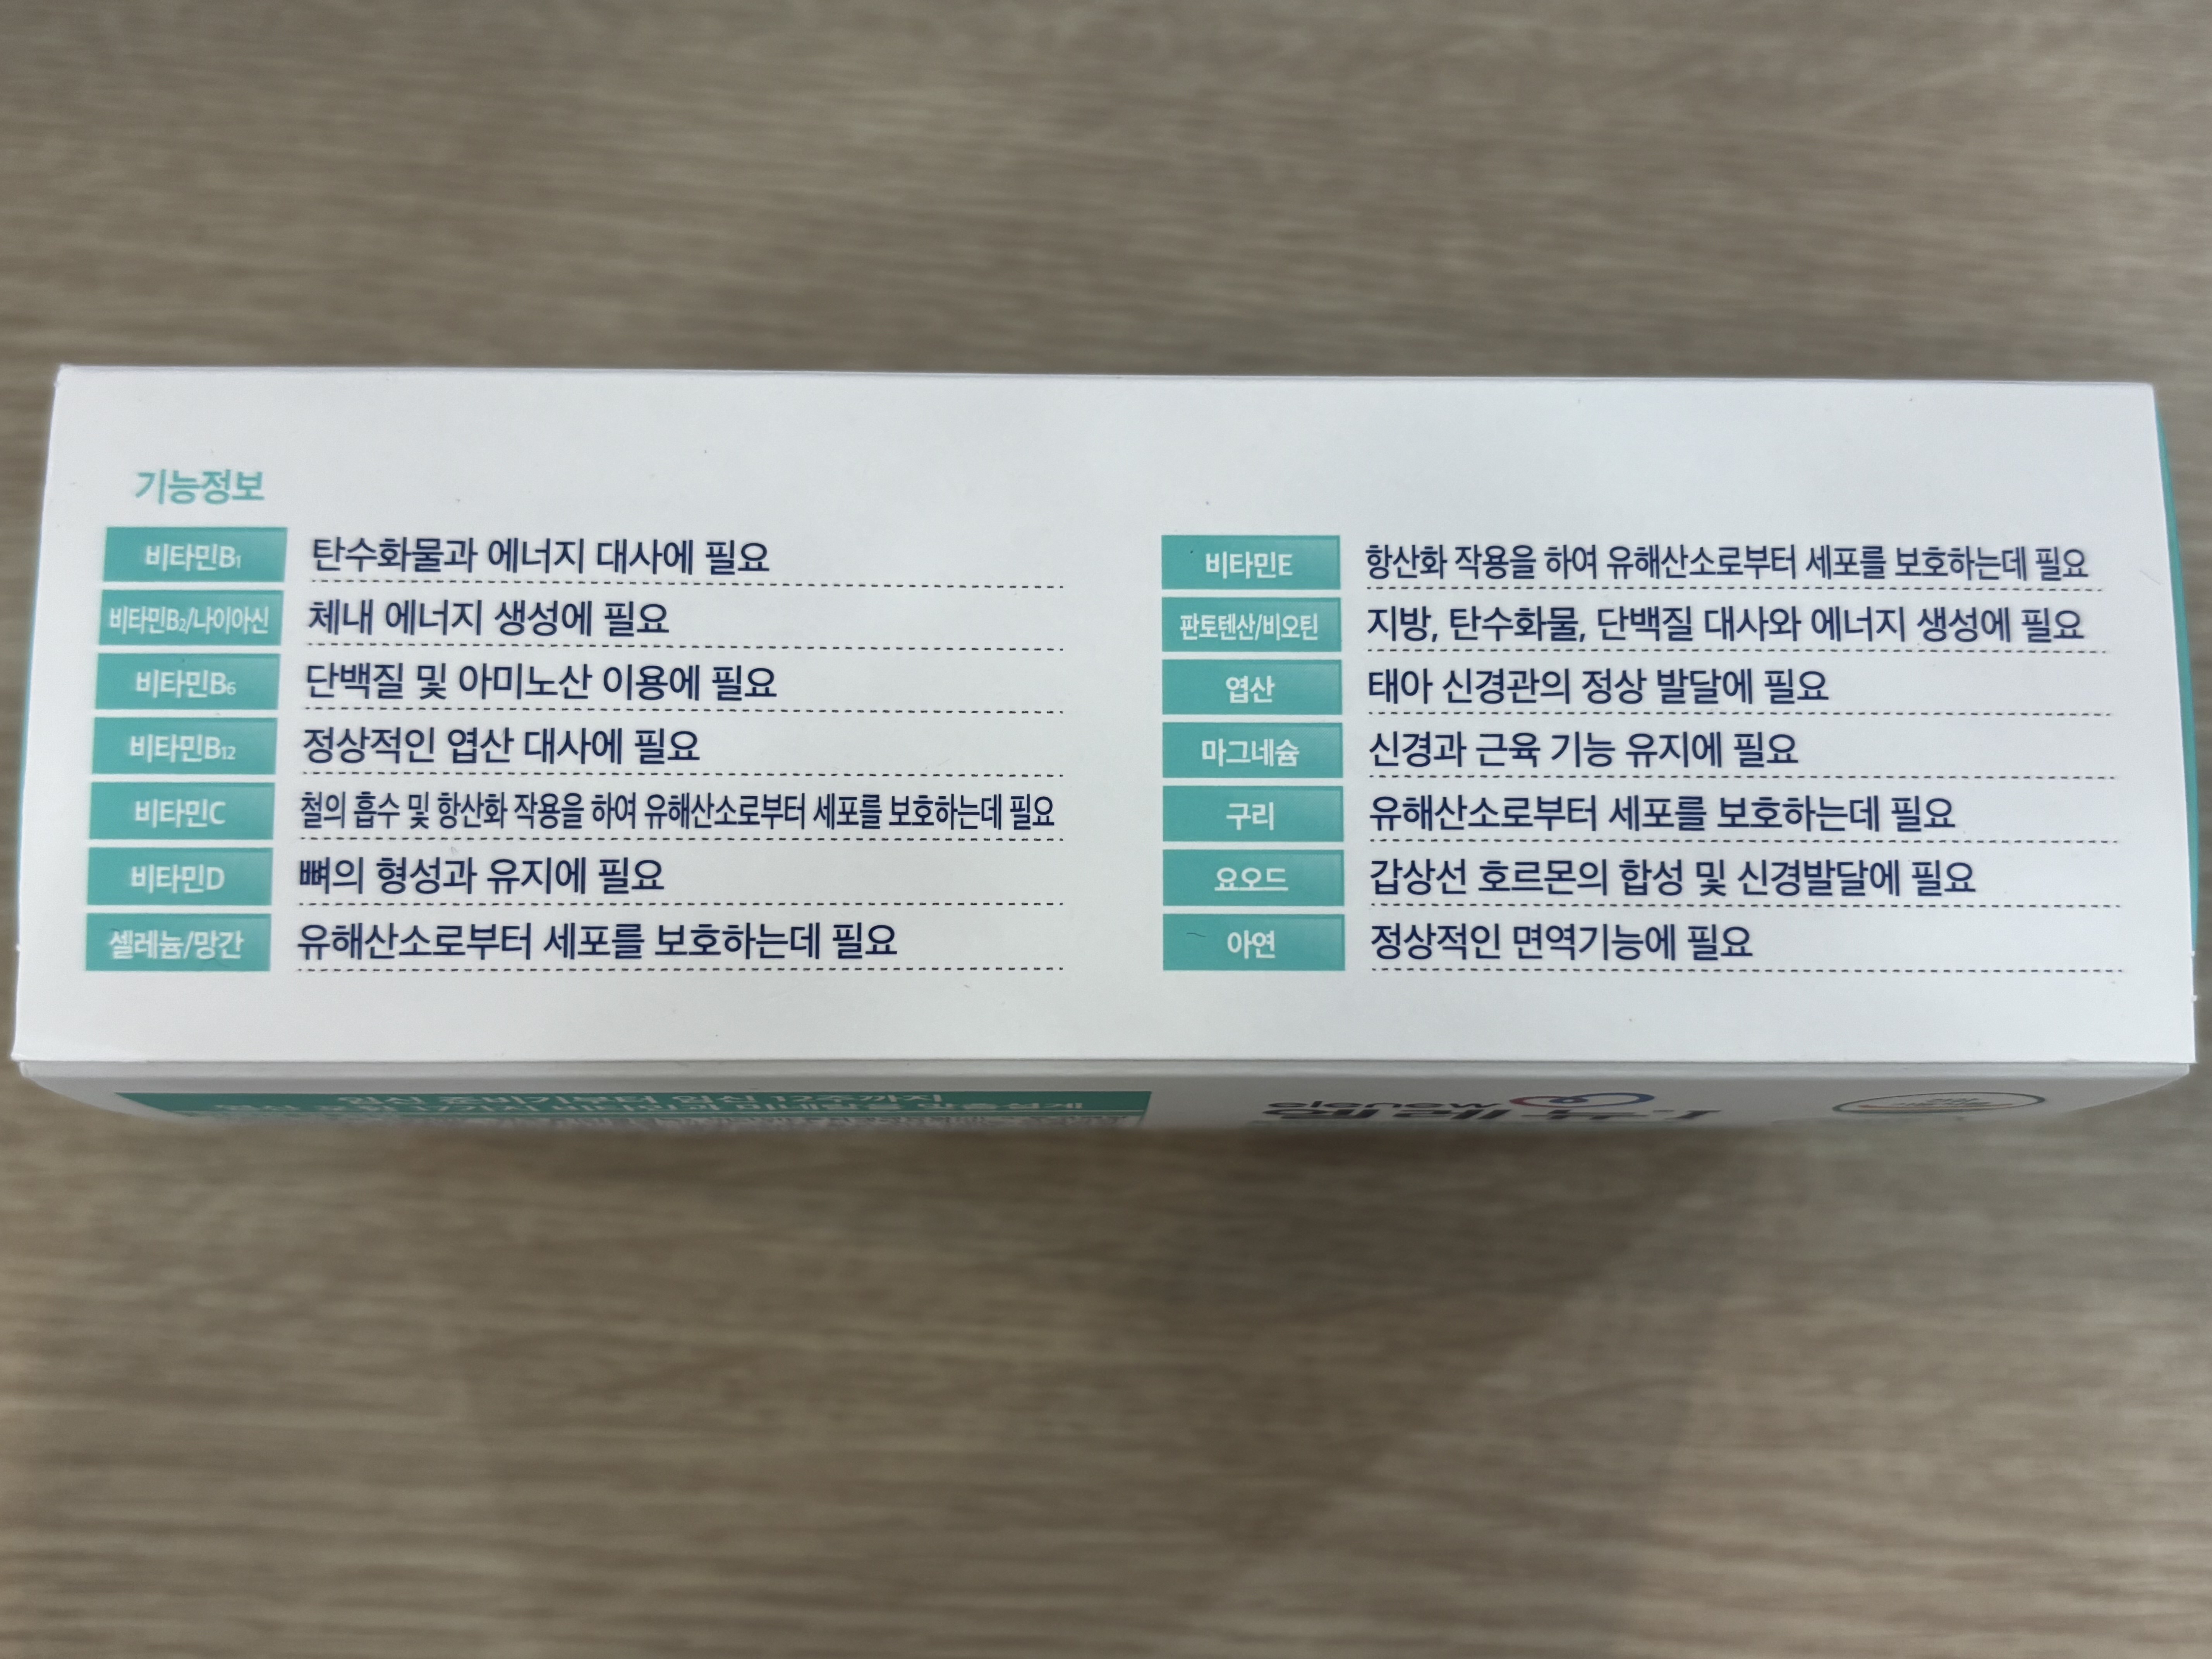 기능정보
비타민B₁ 탄수화물과 에너지 대사에 필요
비타민B₂/나이아신 체내 에너지 생성에 필요
비타민B₆ 단백질 및 아미노산 이용에 필요
비타민B₁₂ 정상적인 엽산 대사에 필요
비타민C 철의 흡수 및 항산화 작용을 하여 유해산소로부터 세포를 보호하는데 필요
비타민D 뼈의 형성과 유지에 필요
셀레늄/망간 유해산소로부터 세포를 보호하는데 필요
비타민E 항산화 작용을 하여 유해산소로부터 세포를 보호하는데 필요
판토텐산/비오틴 지방, 탄수화물, 단백질 대사와 에너지 생성에 필요
엽산 태아 신경관의 정상 발달에 필요
마그네슘 신경과 근육 기능 유지에 필요
구리 유해산소로부터 세포를 보호하는데 필요
요오드 갑상선 호르몬의 합성 및 신경발달에 필요
아연 정상적인 면역기능에 필요
임신 준비기부터 임신 12주까지
elenew